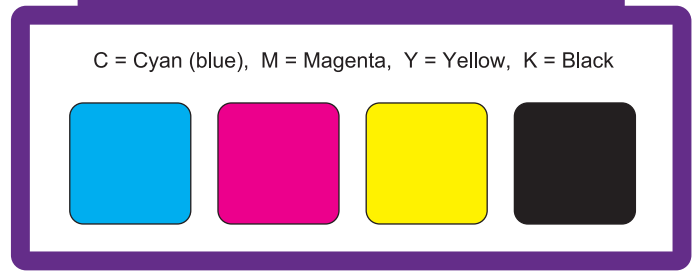 C = Cyan (blue), M = Magenta, Y = Yellow, K = Black